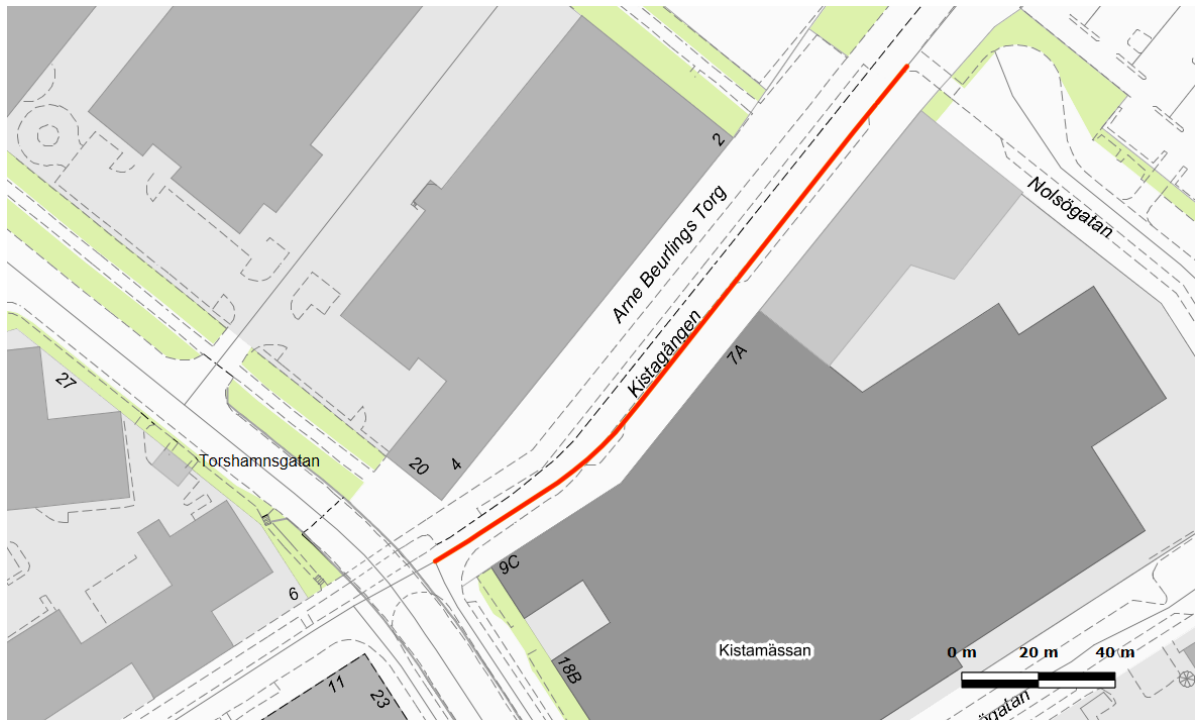 2
Nolsögatan
Arne Beurlings Torg
Kistagången
7A
27
Torshamnsgatan
20
4
9C
6
Kistamässan
0 m 20 m 40 m
18B
11
23
ögatan